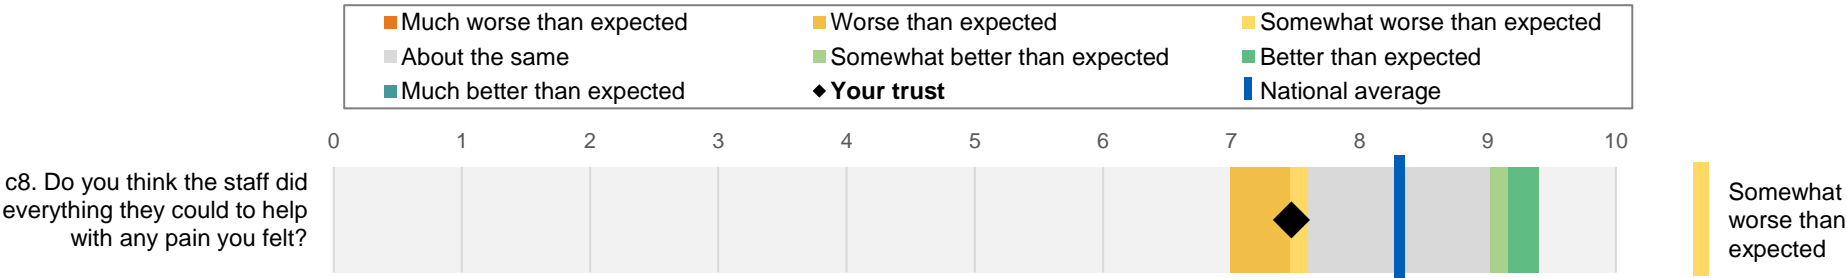 Much worse than expected
Worse than expected
Somewhat worse than expected
About the same
Somewhat better than expected
Better than expected
Much better than expected
Your trust
National average
0 1 2 3 4 5 6 7 8 9 10
c8. Do you think the staff did
everything they could to help
with any pain you felt?
Somewhat
worse than
expected